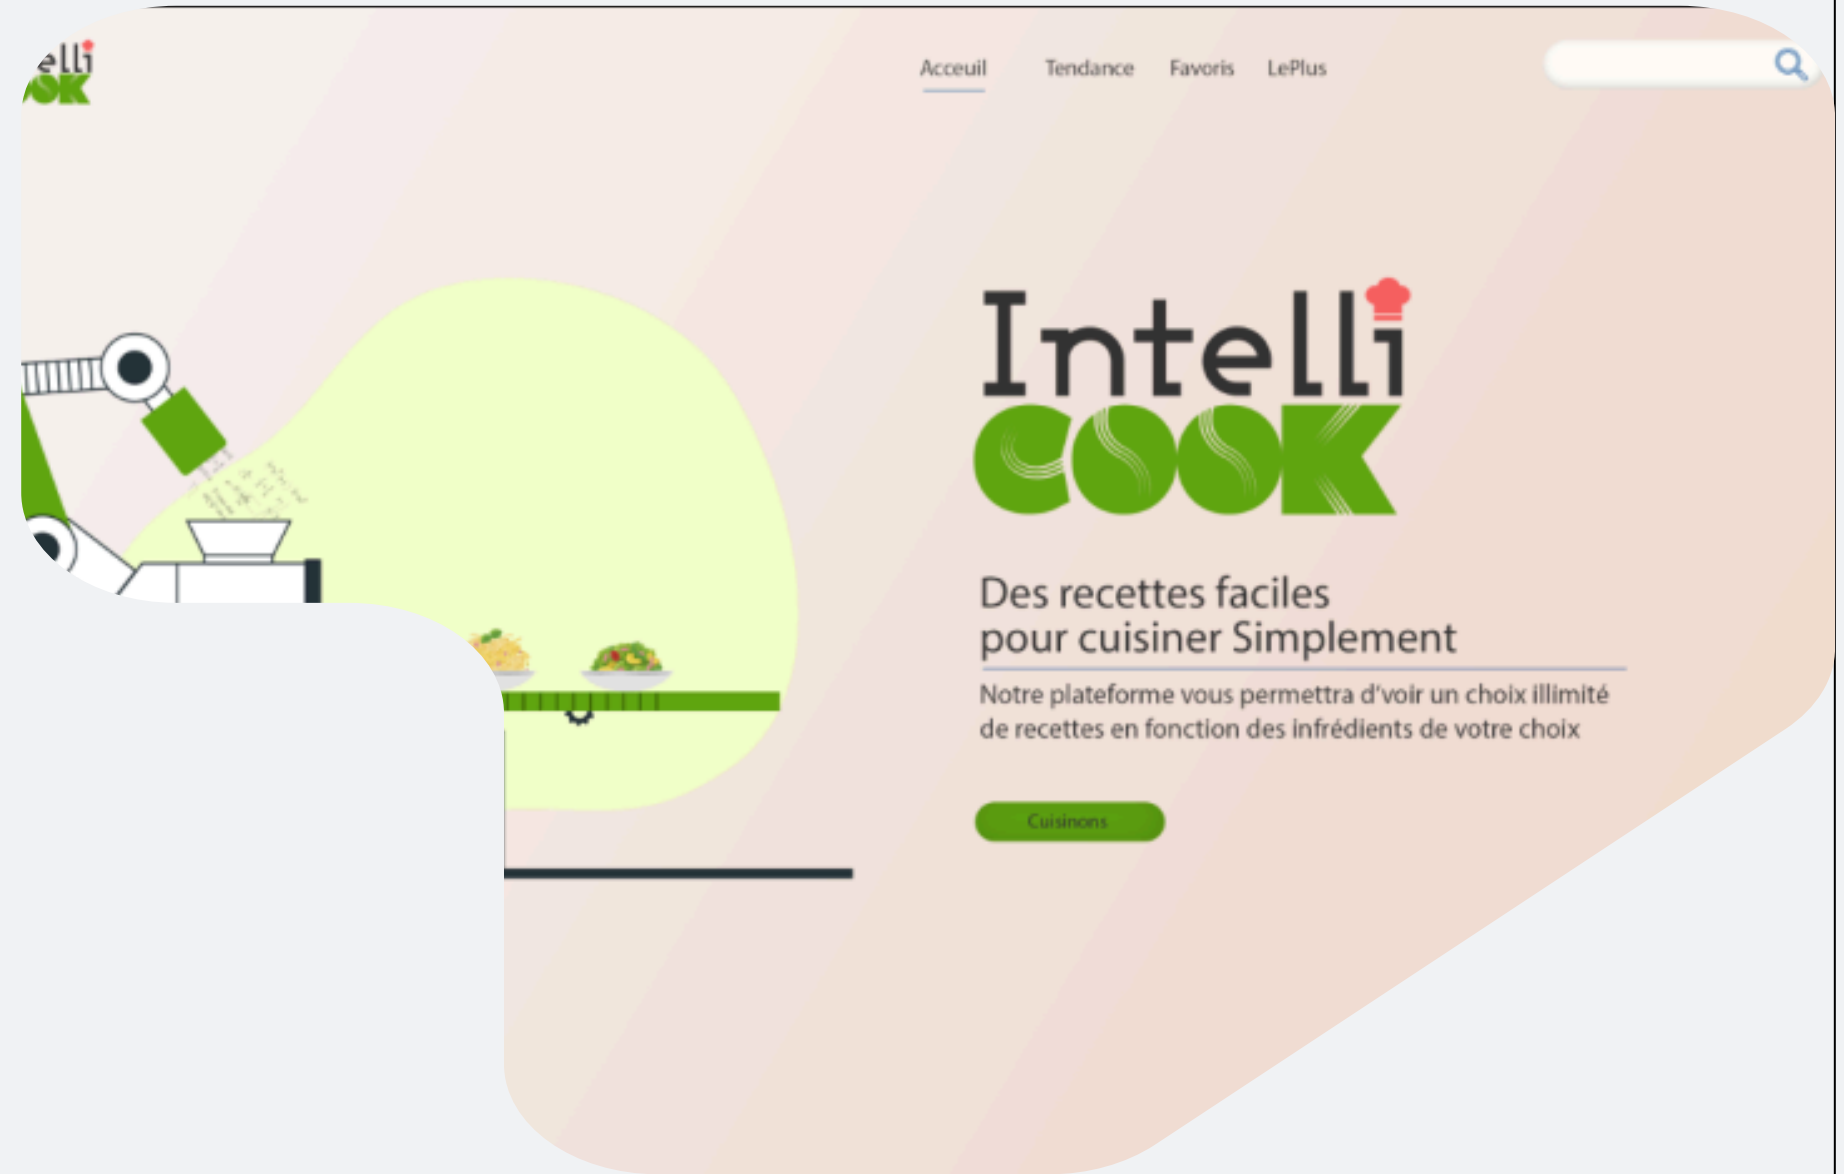 elli
OOK
Acceuil Tendance Favoris LePlus
Intelli
COOK
Des recettes faciles
pour cuisiner Simplement
Notre plateforme vous permettra d'voir un choix illimité
de recettes en fonction des infrédients de votre choix
Cuisinons